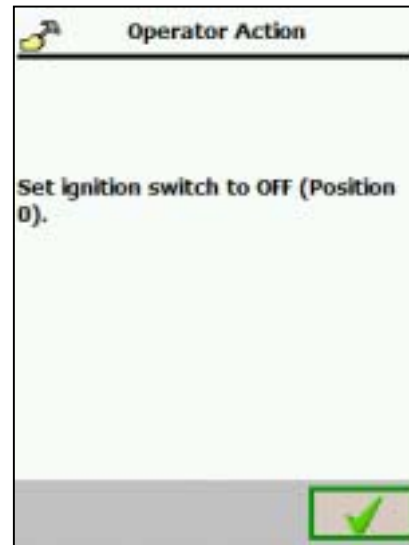 Operator Action
Set ignition switch to OFF (Position
0).